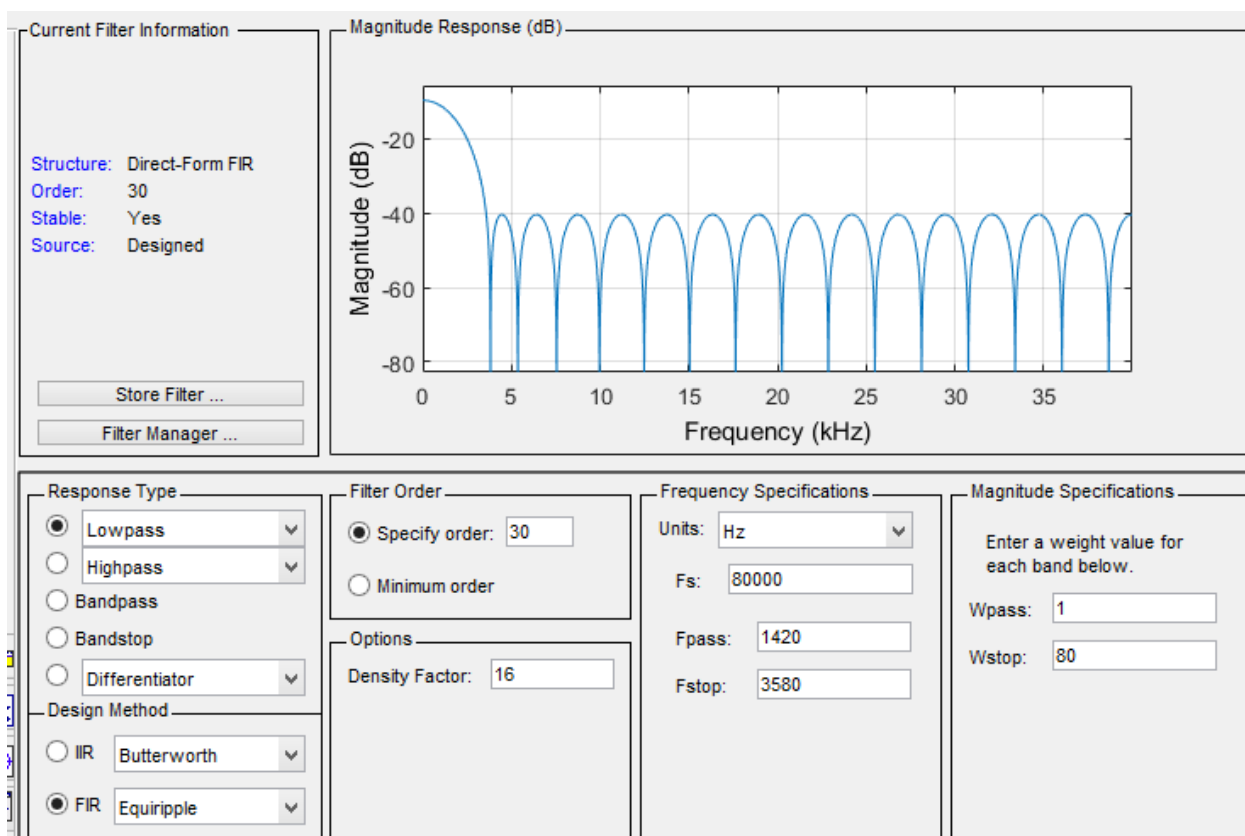 Current Filter Information
Structure: Direct-Form FIR
Order: 30
Stable: Yes
Source: Designed
Store Filter ...
Filter Manager ...
Magnitude Response (dB)
Magnitude (dB)
-20
-40
-60
-80
0 5 10 15 20 25 30 35
Frequency (kHz)
Response Type
Lowpass
Highpass
Bandpass
Bandstop
Differentiator
Design Method
IIR Butterworth
FIR Equiripple
Filter Order
Specify order: 30
Minimum order
Options
Density Factor: 16
Frequency Specifications
Units: Hz
Fs: 80000
Fpass: 1420
Fstop: 3580
Magnitude Specifications
Enter a weight value for
each band below.
Wpass: 1
Wstop: 80